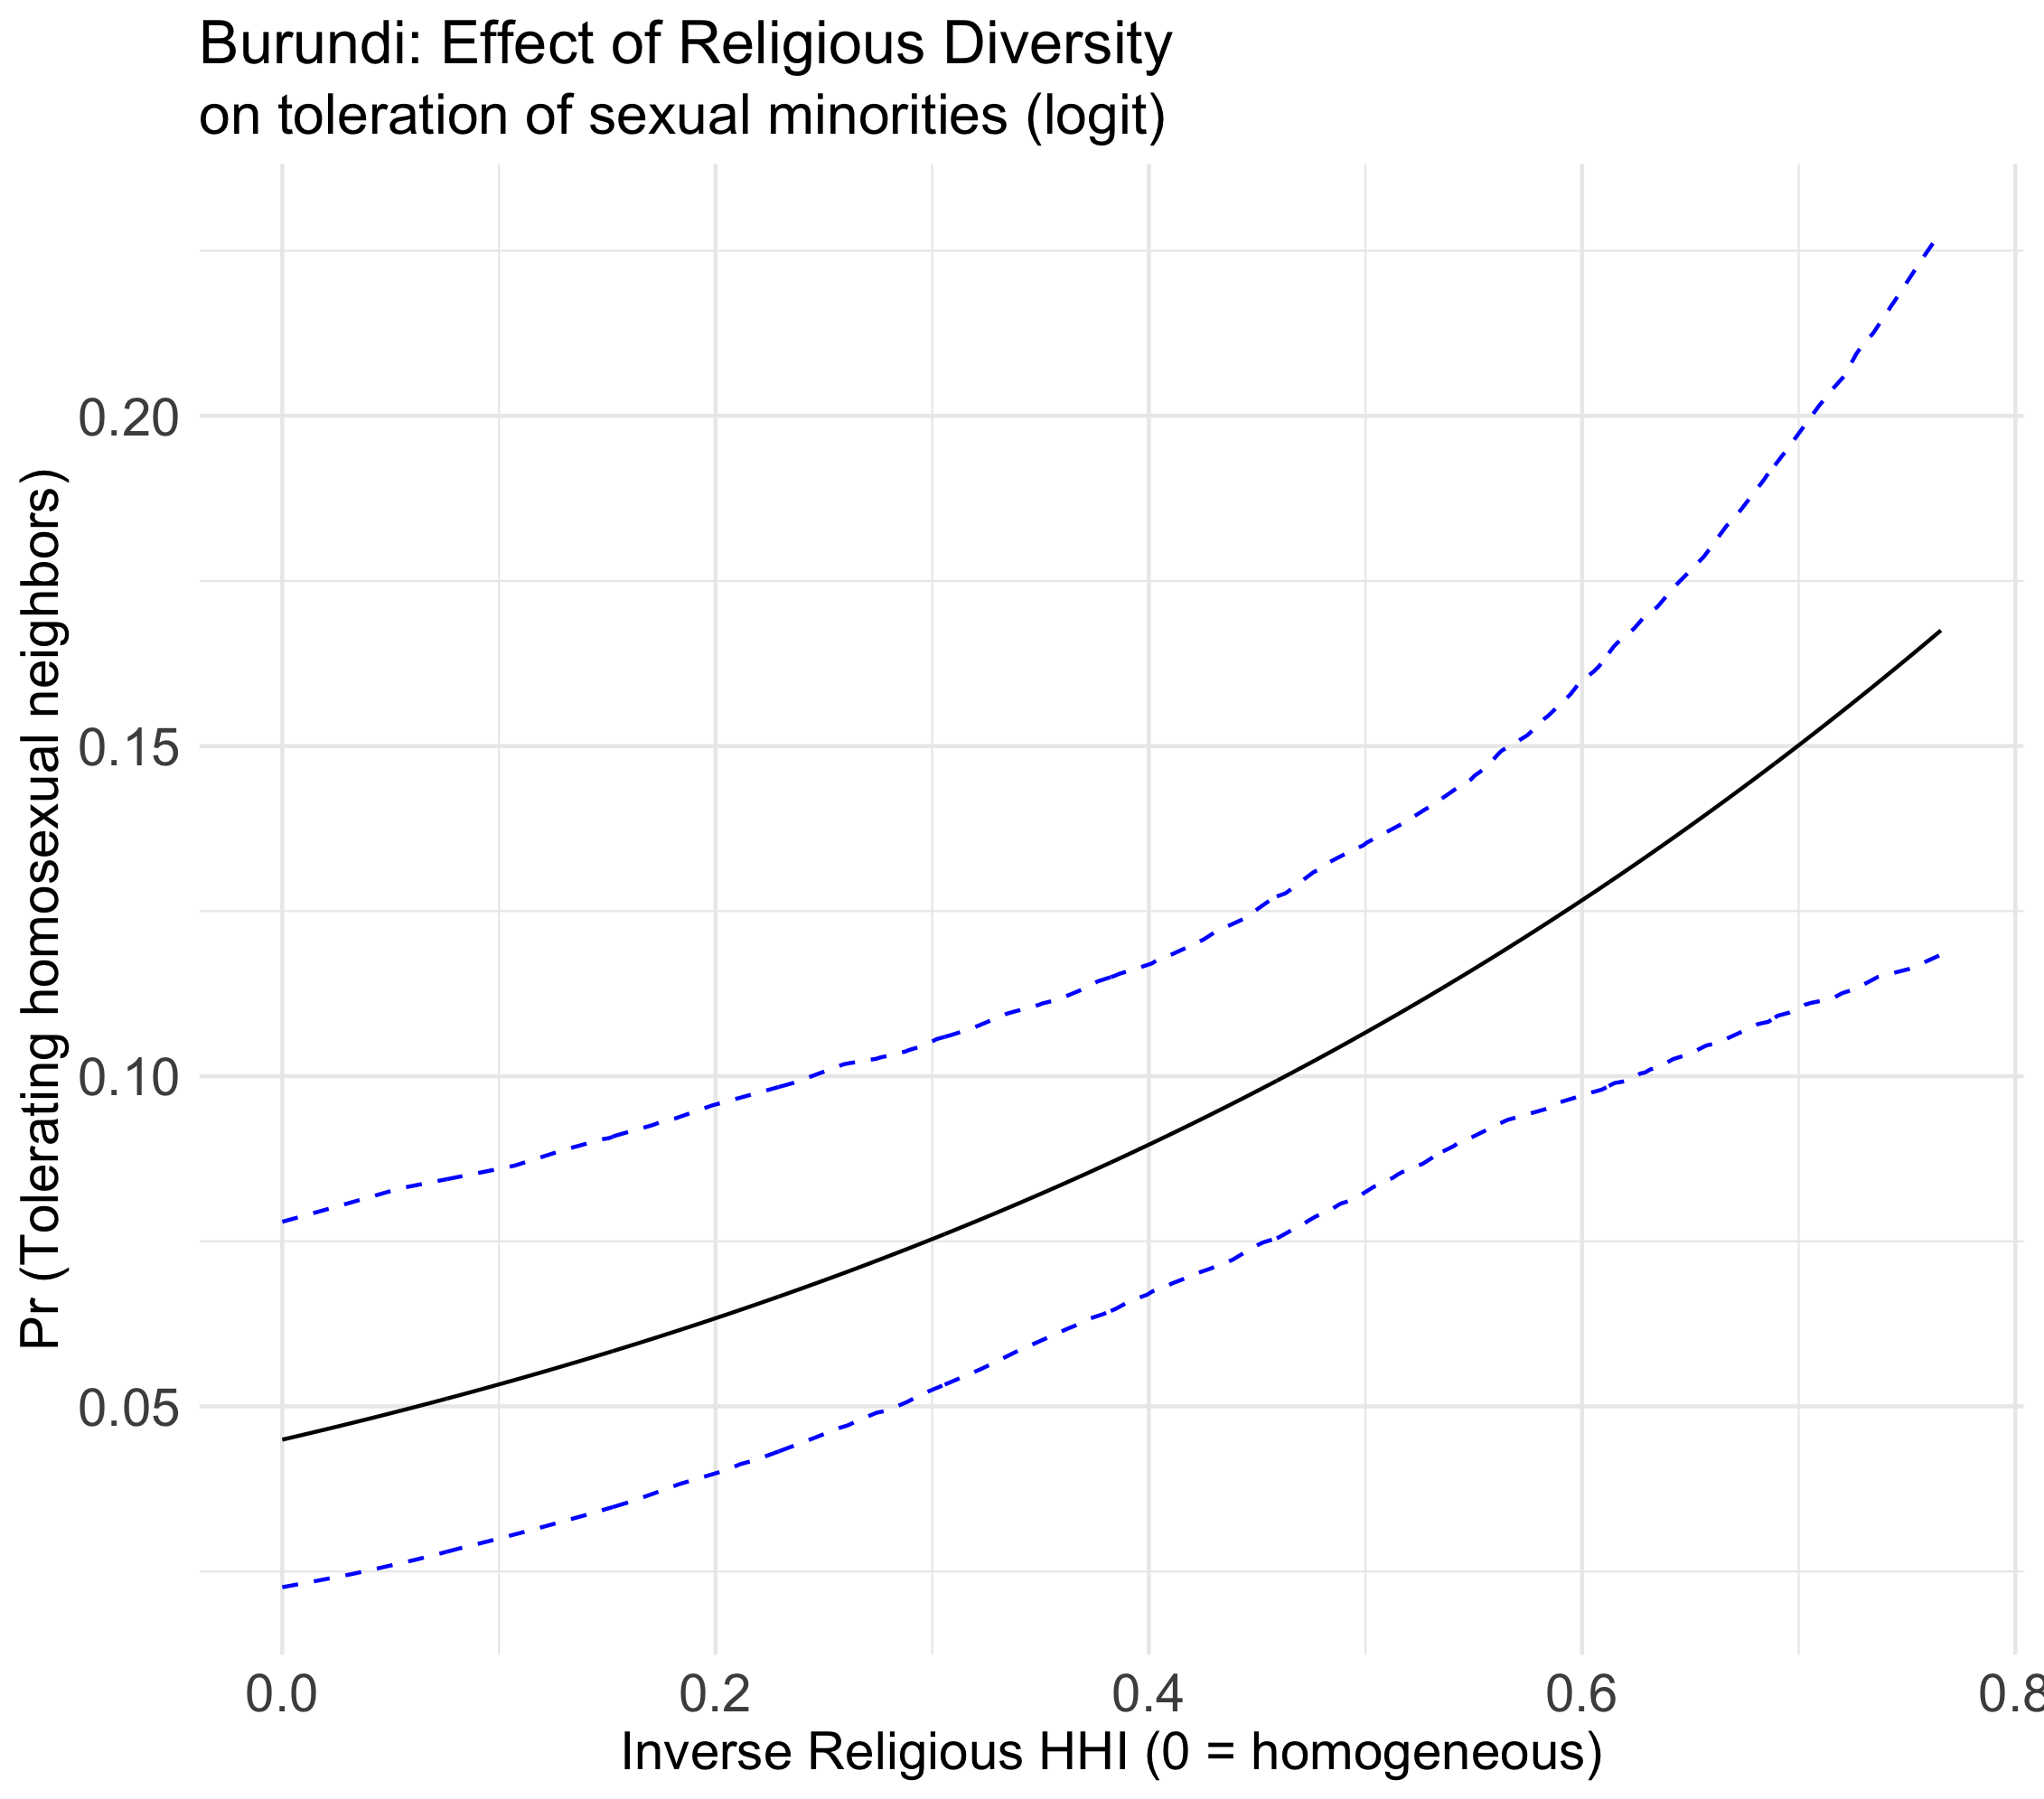 Burundi: Effect of Religious Diversity
on toleration of sexual minorities (logit)
Pr (Tolerating homosexual neighbors)
0.20
0.15
0.10
0.05
0.0 0.2 0.4 0.6 0.8
Inverse Religious HHI (0 = homogeneous)